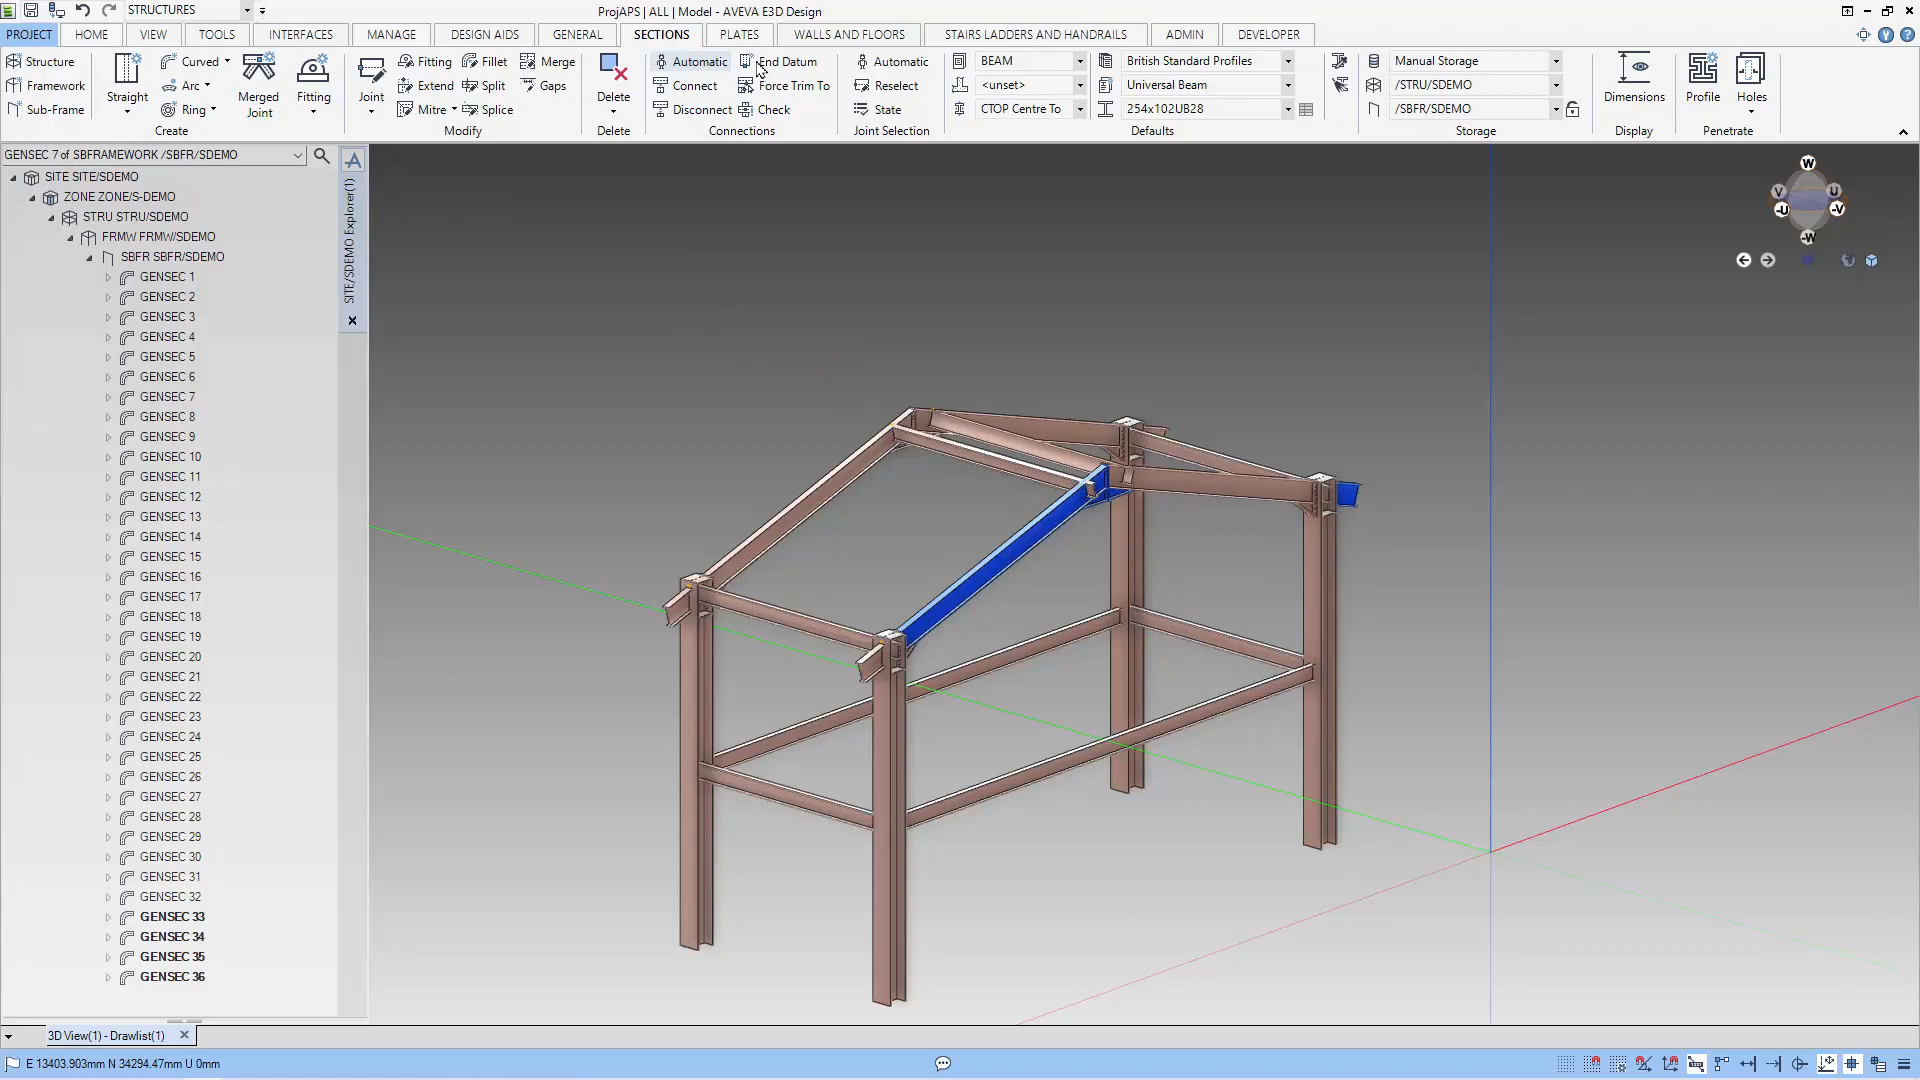 STRUCTURES
ProjAPS | ALL | Model - AVEVA E3D Design
PROJECT HOME VIEW TOOLS INTERFACES MANAGE DESIGN AIDS GENERAL SECTIONS PLATES WALLS AND FLOORS STAIRS LADDERS AND HANDRAILS ADMIN DEVELOPER
Structure
Framework
Sub-Frame
Straight
Curved
Arc
Ring
Merged
Joint
Fitting
Create
Joint
Fitting
Extend
Mitre
Fillet
Split
Splice
Merge
Gaps
Modify
Delete
Delete
Automatic
Connect
Disconnect
End Datum
Force Trim To
Check
Connections
Automatic
Reselect
State
Joint Selection
BEAM
<unset>
CTOP Centre To
British Standard Profiles
Universal Beam
254x102UB28
Defaults
Manual Storage
/STRU/SDEMO
/SBFR/SDEMO
Storage
Dimensions
Display
Profile
Holes
Penetrate
GENSEC 7 of SBFRAMEWORK /SBFR/SDEMO
SITE SITE/SDEMO
ZONE ZONE/S-DEMO
STRU STRU/SDEMO
FRMW FRMW/SDEMO
SBFR SBFR/SDEMO
GENSEC 1
GENSEC 2
GENSEC 3
GENSEC 4
GENSEC 5
GENSEC 6
GENSEC 7
GENSEC 8
GENSEC 9
GENSEC 10
GENSEC 11
GENSEC 12
GENSEC 13
GENSEC 14
GENSEC 15
GENSEC 16
GENSEC 17
GENSEC 18
GENSEC 19
GENSEC 20
GENSEC 21
GENSEC 22
GENSEC 23
GENSEC 24
GENSEC 25
GENSEC 26
GENSEC 27
GENSEC 28
GENSEC 29
GENSEC 30
GENSEC 31
GENSEC 32
GENSEC 33
GENSEC 34
GENSEC 35
GENSEC 36
SITE/SDEMO Explorer(1)
W
V U
-U -V
-W
3D View(1) - Drawlist(1)
E 13403.903mm N 34294.47mm U 0mm